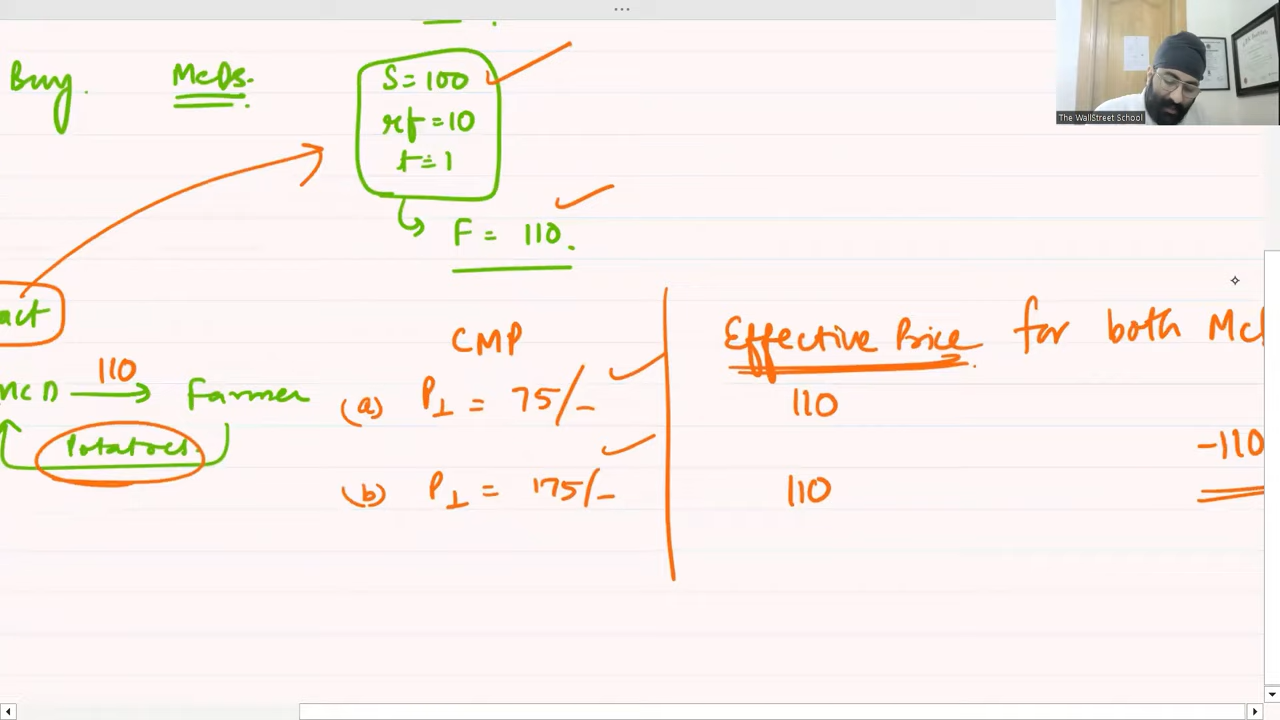 Buy. McDs.
S = 100
rf = 10
t = 1
F = 110.
act
McD 110 Farmer
Potatoes.
CMP
(a) P1 = 75/-
(b) P1 = 175/-
Effective Price for both McD
110
-110
110
The WallStreet School